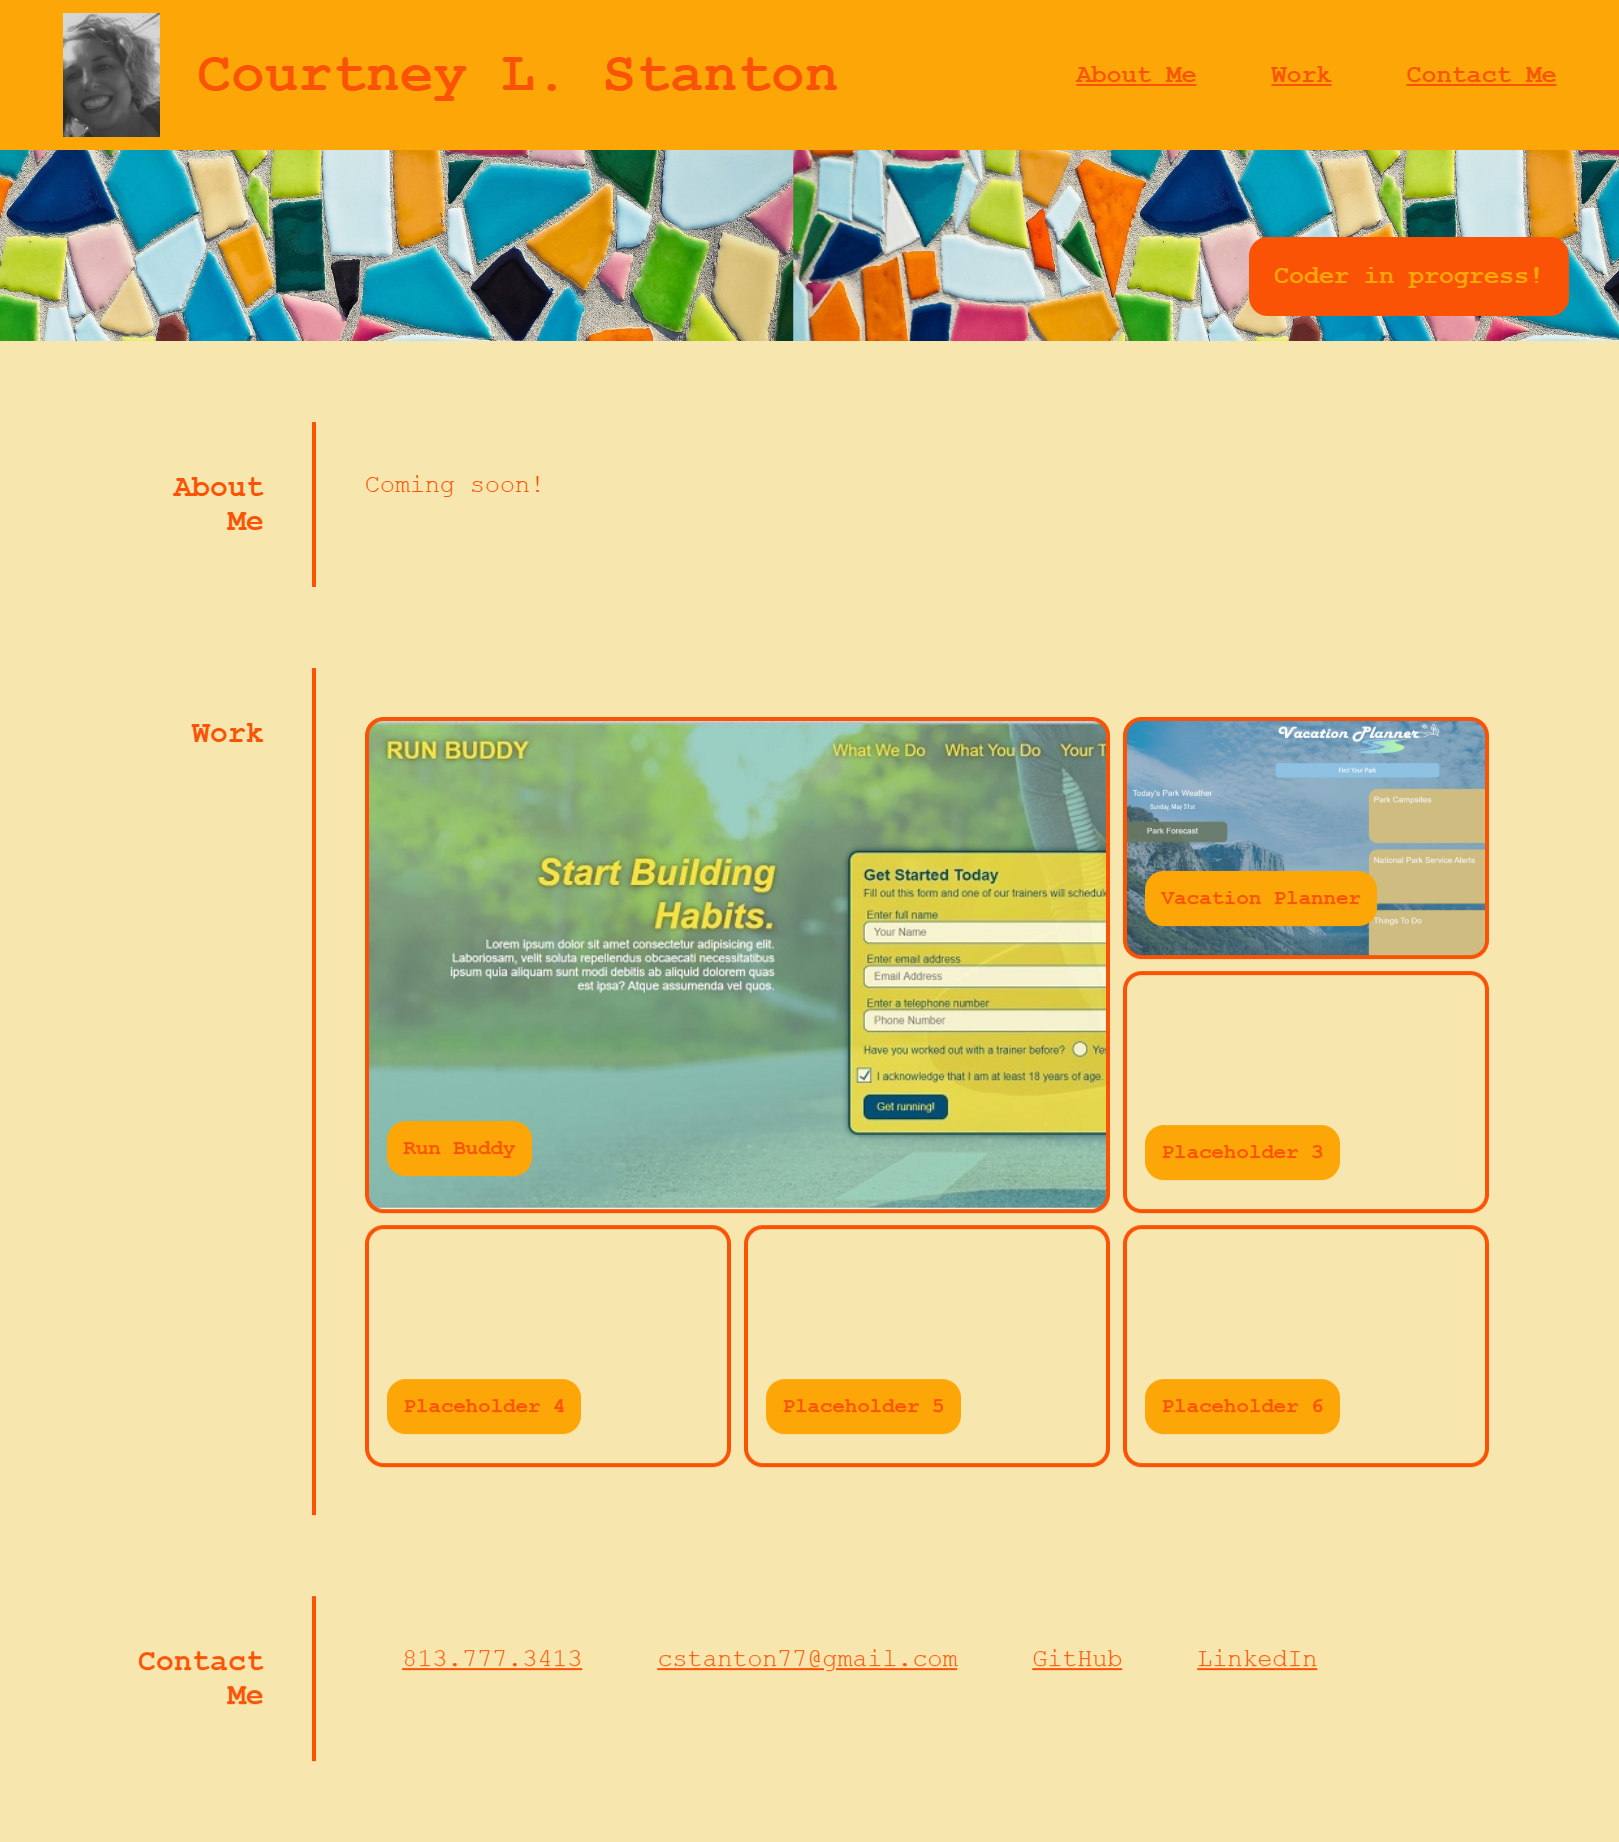 Courtney L. Stanton
About Me
Work
Contact Me
Coder in progress!
About
Me
Coming soon!
Work
RUN BUDDY
What We Do
What You Do
Your T
Start Building
Habits.
Lorem ipsum dolor sit amet consectetur adipisicing elit.
Laboriosam, velit soluta repellendus obcaecati necessitatibus
ipsum quia aliquam sunt modi debitis ab aliquid dolorem quas
est ipsa? Atque assumenda vel quos.
Get Started Today
Fill out this form and one of our trainers will schedule
Enter full name
Your Name
Enter email address
Email Address
Enter a telephone number
Phone Number
Have you worked out with a trainer before?
Yes
I acknowledge that I am at least 18 years of age.
Get running!
Run Buddy
Vacation Planner
Find Your Park
Today's Park Weather
Sunday, May 31st
Park Forecast
Park Campsites
National Park Service Alerts
Things To Do
Vacation Planner
Placeholder 3
Placeholder 4
Placeholder 5
Placeholder 6
Contact
Me
813.777.3413
cstanton77@gmail.com
GitHub
LinkedIn